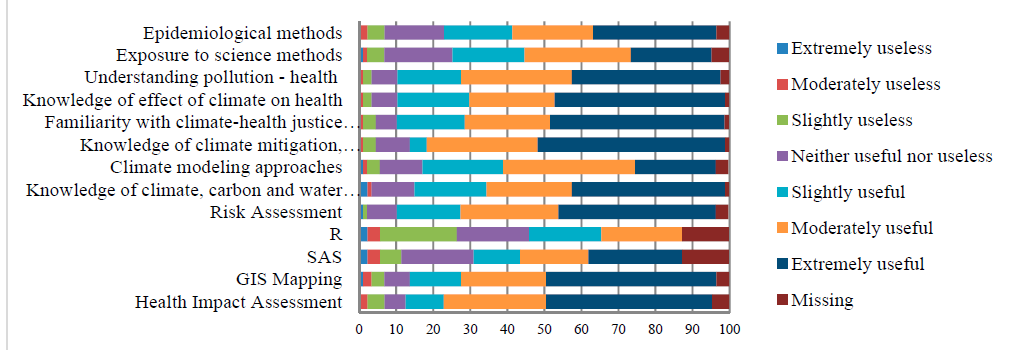 Epidemiological methods
Exposure to science methods
Understanding pollution - health
Knowledge of effect of climate on health
Familiarity with climate-health justice…
Knowledge of climate mitigation,…
Climate modeling approaches
Knowledge of climate, carbon and water…
Risk Assessment
R
SAS
GIS Mapping
Health Impact Assessment
0 10 20 30 40 50 60 70 80 90 100
Extremely useless
Moderately useless
Slightly useless
Neither useful nor useless
Slightly useful
Moderately useful
Extremely useful
Missing